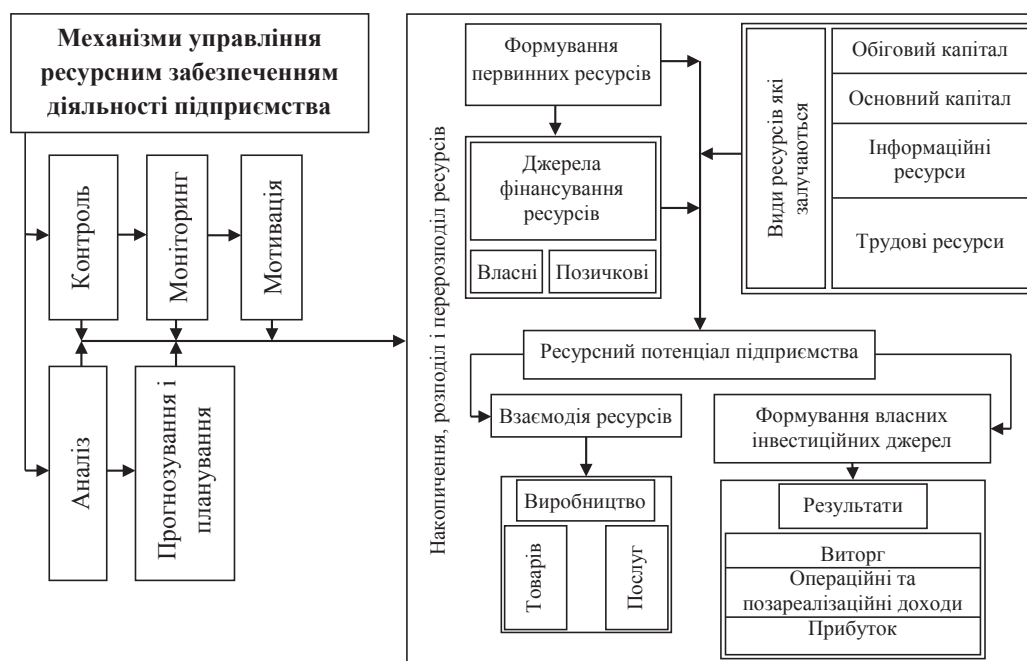 Механізми управління
ресурсним забезпеченням
діяльності підприємства
Контроль
Моніторинг
Мотивація
Аналіз
Прогнозування і
планування
Накопичення, розподіл і перерозподіл ресурсів
Формування
первинних ресурсів
Джерела
фінансування
ресурсів
Власні
Позичкові
Види ресурсів які
залучаються
Обіговий капітал
Основний капітал
Інформаційні
ресурси
Трудові ресурси
Ресурсний потенціал підприємства
Взаємодія ресурсів
Формування власних
інвестиційних джерел
Виробництво
Товарів
Послуг
Результати
Виторг
Операційні та
позареалізаційні доходи
Прибуток